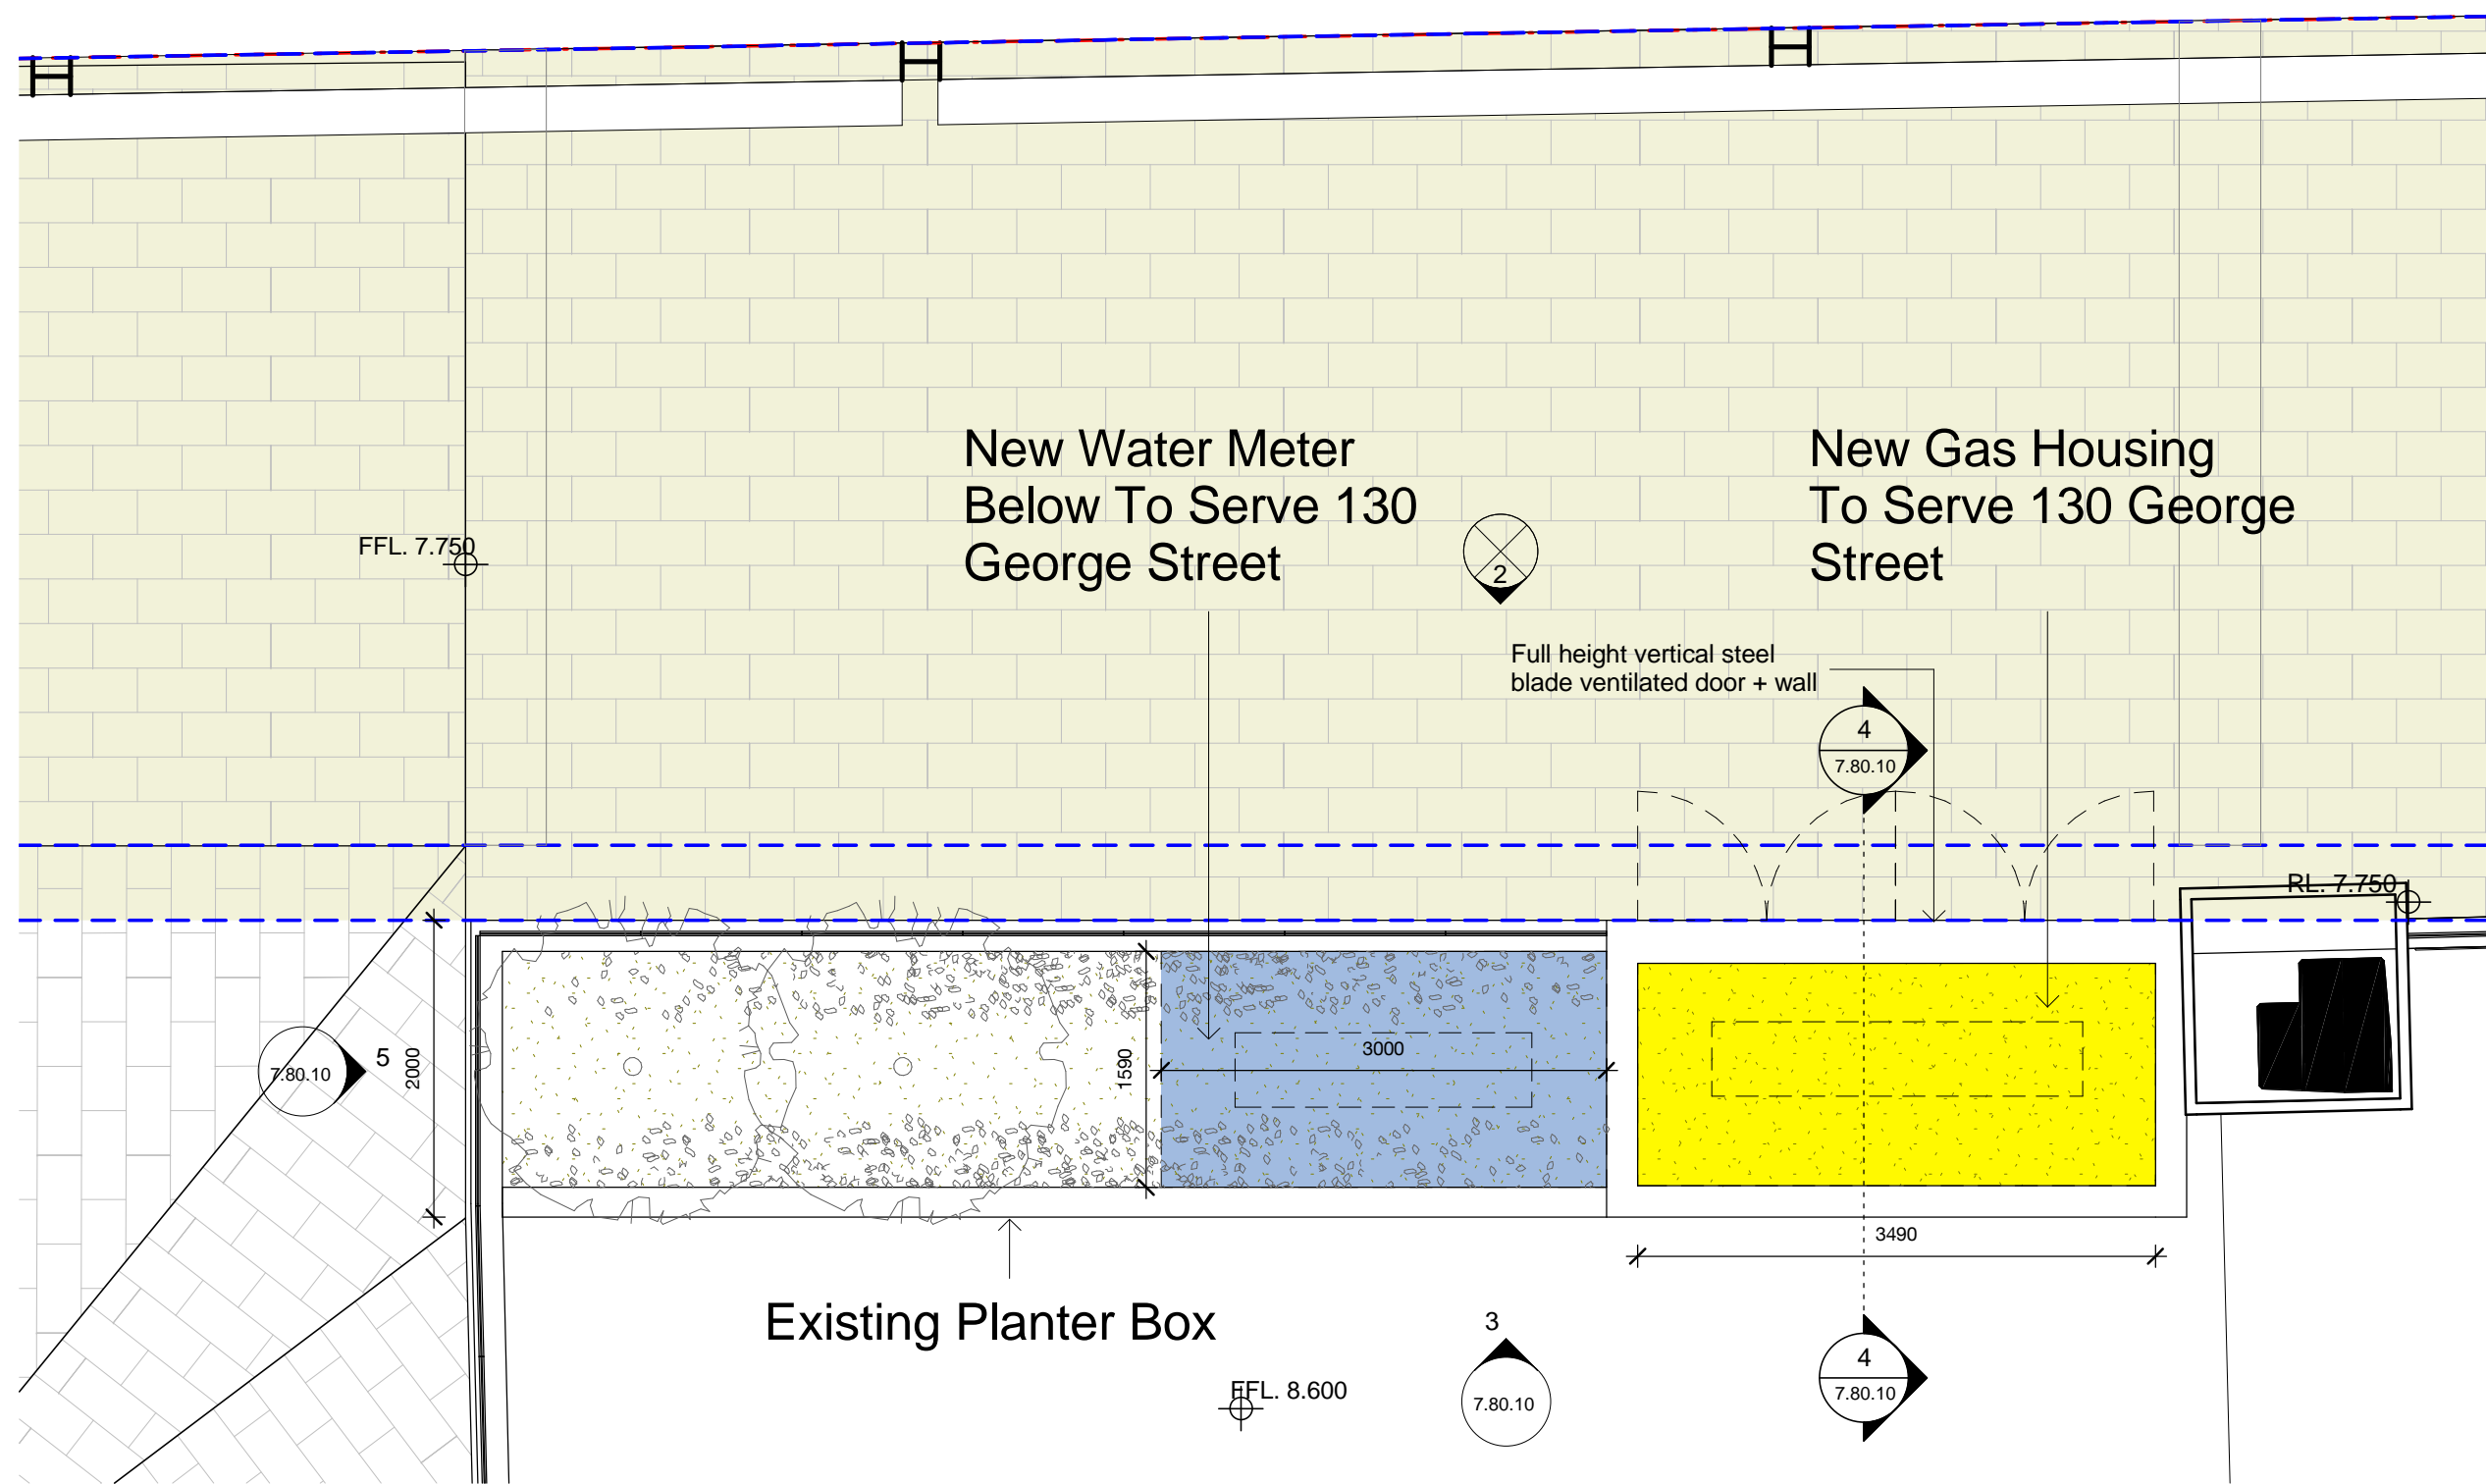 New Water Meter
Below To Serve 130
George Street
New Gas Housing
To Serve 130 George
Street
FFL. 7.750
2
Full height vertical steel
blade ventilated door + wall
4
7.80.10
RL. 7.750
5
7.80.10
2000
1590
3000
3490
Existing Planter Box
3
7.80.10
FFL. 8.600
4
7.80.10